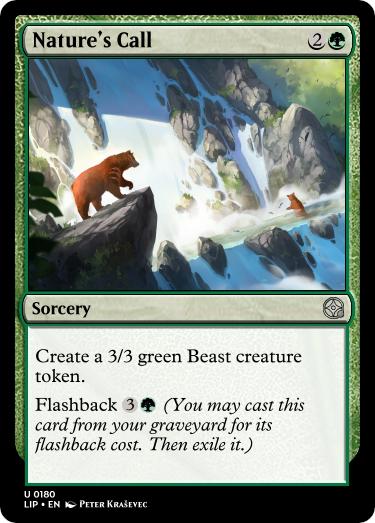 Nature's Call 2
Sorcery
Create a 3/3 green Beast creature
token.
Flashback 3 (You may cast this
card from your graveyard for its
flashback cost. Then exile it.)
U 0180
LIP • EN Peter Kraševec